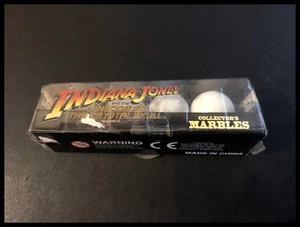 INDIANA JONES
AND THE
KINGDOM OF
THE CRYSTAL SKULL
COLLECTOR'S
MARBLES
WARNING
CE
MADE IN CHINA